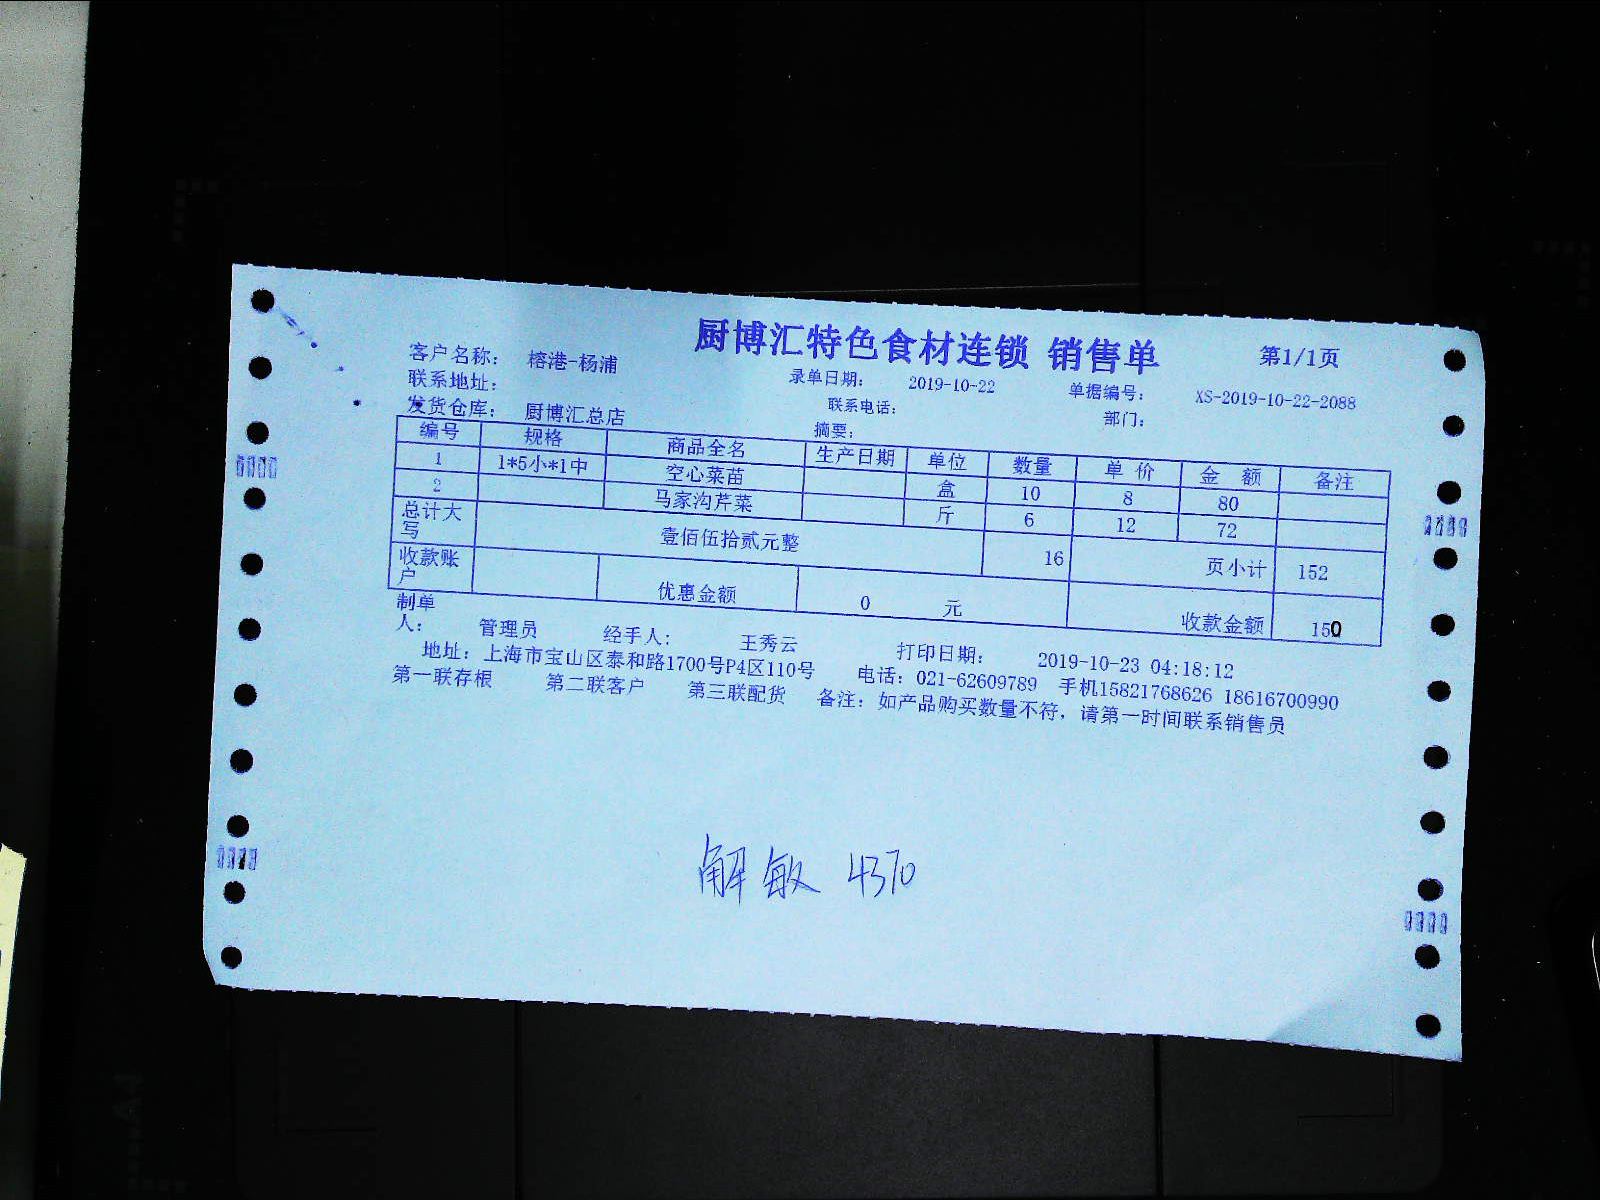 厨博汇特色食材连锁 销售单 第1/1页
客户名称： 榕港-杨浦 录单日期： 2019-10-22 单据编号： XS-2019-10-22-2088
联系地址： 联系电话： 部门：
发货仓库： 厨博汇总店 摘要：
编号 规格 商品全名 生产日期 单位 数量 单 价 金 额 备注
1 1*5小*1中 空心菜苗 盒 10 8 80
2 马家沟芹菜 斤 6 12 72
总计大写 壹佰伍拾贰元整 16 页小计 152
收款账户 优惠金额 0 元 收款金额 150
制单人： 管理员 经手人： 王秀云 打印日期： 2019-10-23 04:18:12
地址：上海市宝山区泰和路1700号P4区110号 电话：021-62609789 手机15821768626 18616700990
第一联存根 第二联客户 第三联配货 备注：如产品购买数量不符，请第一时间联系销售员
解敏 4370